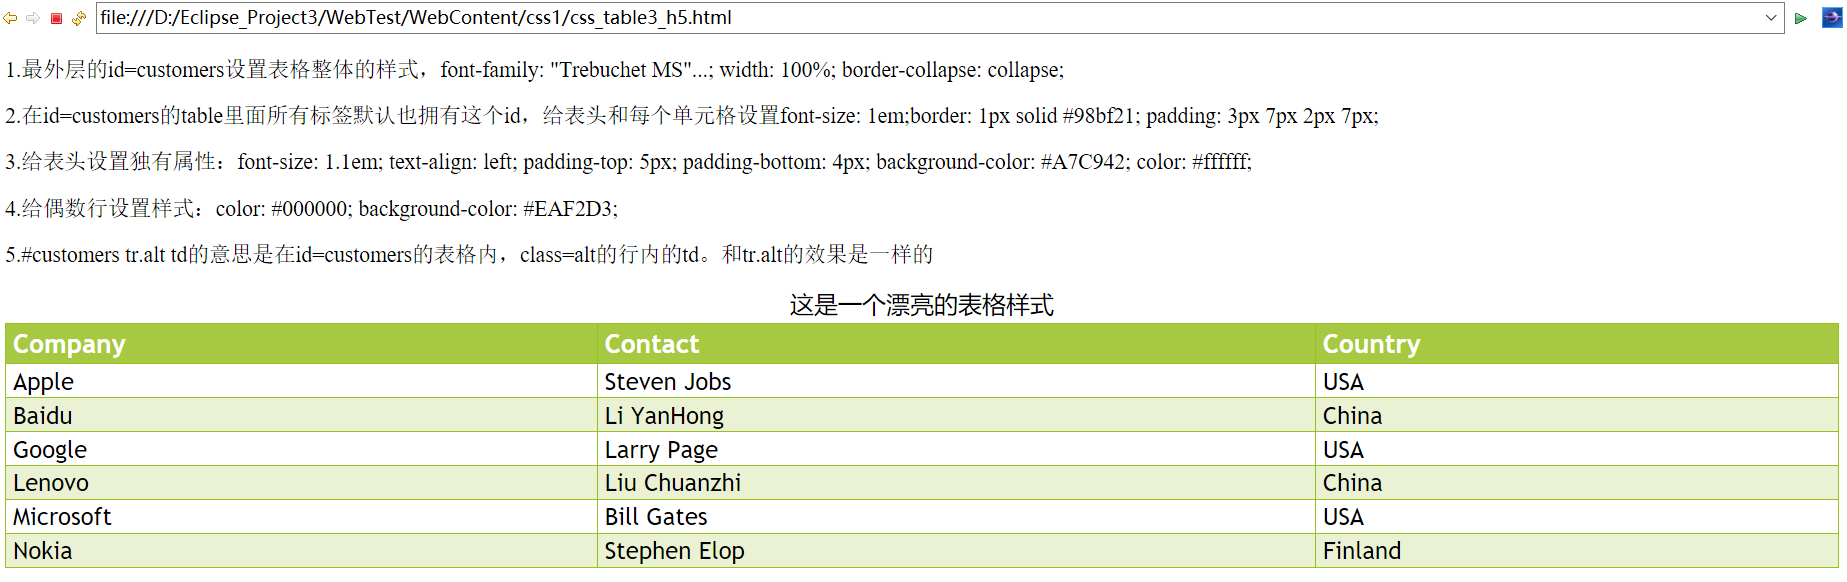 file:///D:/Eclipse_Project3/WebTest/WebContent/css1/css_table3_h5.html
1.最外层的id=customers设置表格整体的样式，font-family: "Trebuchet MS"...; width: 100%; border-collapse: collapse;
2.在id=customers的table里面所有标签默认也拥有这个id，给表头和每个单元格设置font-size: 1em;border: 1px solid #98bf21; padding: 3px 7px 2px 7px;
3.给表头设置独有属性：font-size: 1.1em; text-align: left; padding-top: 5px; padding-bottom: 4px; background-color: #A7C942; color: #ffffff;
4.给偶数行设置样式：color: #000000; background-color: #EAF2D3;
5.#customers tr.alt td的意思是在id=customers的表格内，class=alt的行内的td。和tr.alt的效果是一样的
这是一个漂亮的表格样式
Company Contact Country
Apple Steven Jobs USA
Baidu Li YanHong China
Google Larry Page USA
Lenovo Liu Chuanzhi China
Microsoft Bill Gates USA
Nokia Stephen Elop Finland